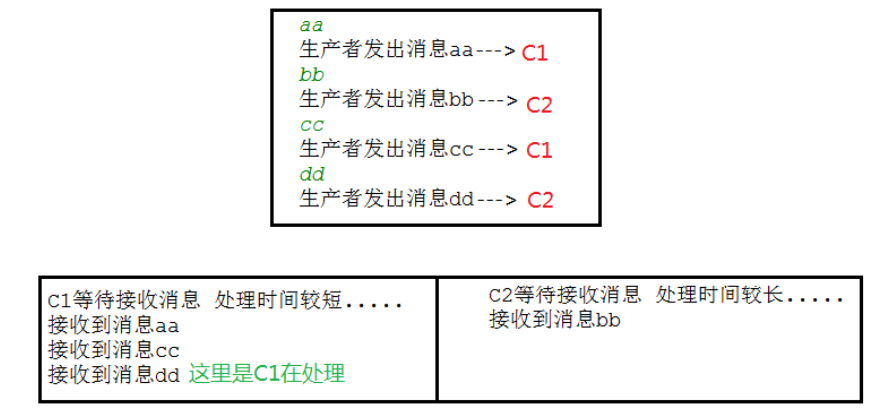 aa
生产者发出消息aa---> C1
bb
生产者发出消息bb---> C2
cc
生产者发出消息cc---> C1
dd
生产者发出消息dd---> C2
C1等待接收消息 处理时间较短.....
接收到消息aa
接收到消息cc
接收到消息dd 这里是C1在处理
C2等待接收消息 处理时间较长.....
接收到消息bb